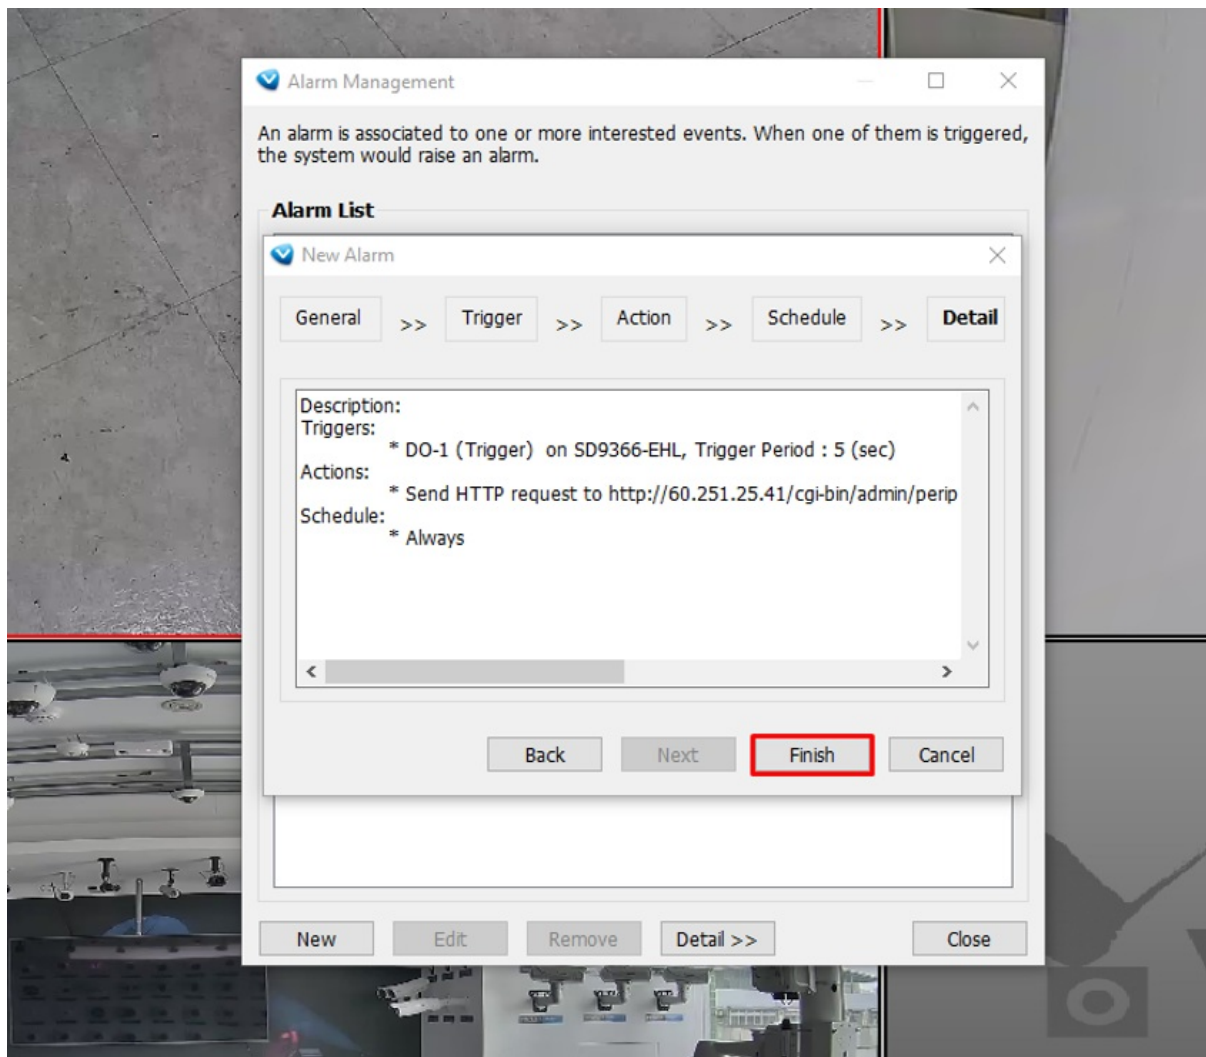 Alarm Management
An alarm is associated to one or more interested events. When one of them is triggered,
the system would raise an alarm.
Alarm List
New Alarm
General >> Trigger >> Action >> Schedule >> Detail
Description:
Triggers:
* DO-1 (Trigger) on SD9366-EHL, Trigger Period : 5 (sec)
Actions:
* Send HTTP request to http://60.251.25.41/cgi-bin/admin/perip
Schedule:
* Always
Back Next Finish Cancel
New Edit Remove Detail >> Close